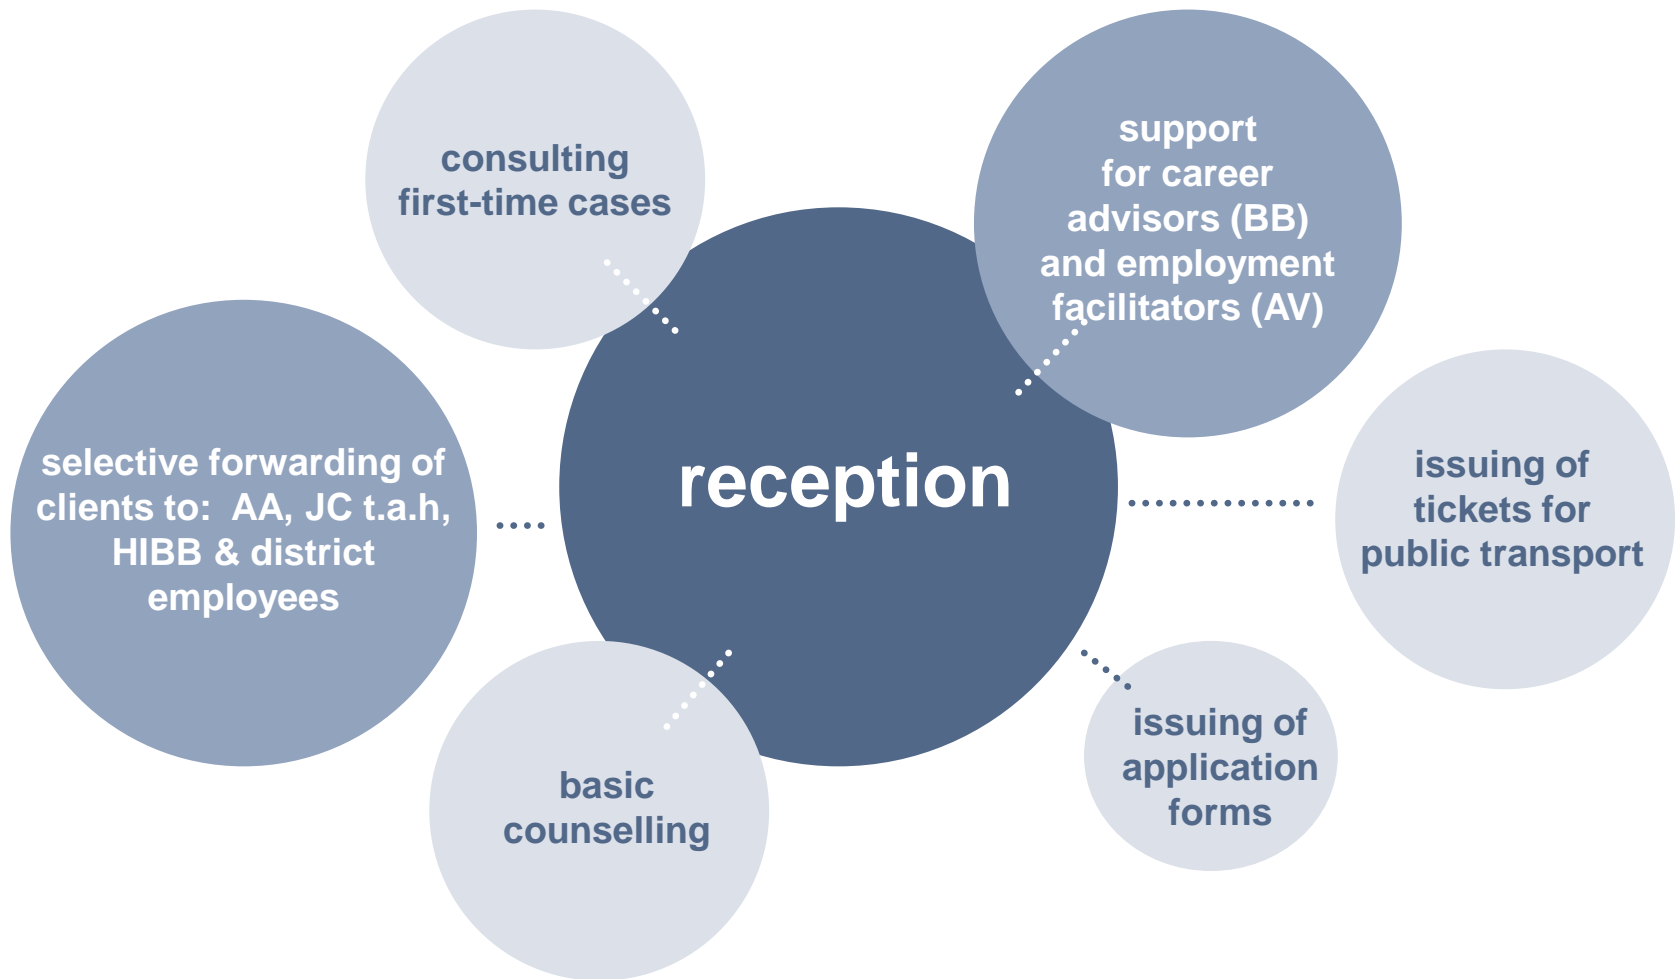 consulting
first-time cases
support
for career
advisors (BB)
and employment
facilitators (AV)
selective forwarding of
clients to:  AA, JC t.a.h,
HIBB & district
employees
reception
issuing of
tickets for
public transport
basic
counselling
issuing of
application
forms